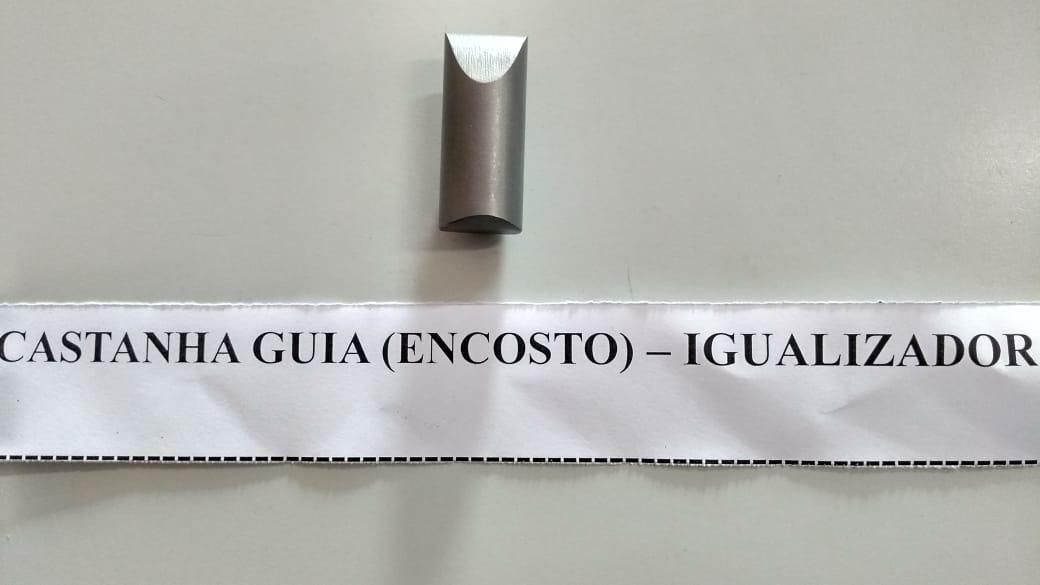 CASTANHA GUIA (ENCOSTO) – IGUALIZADOR